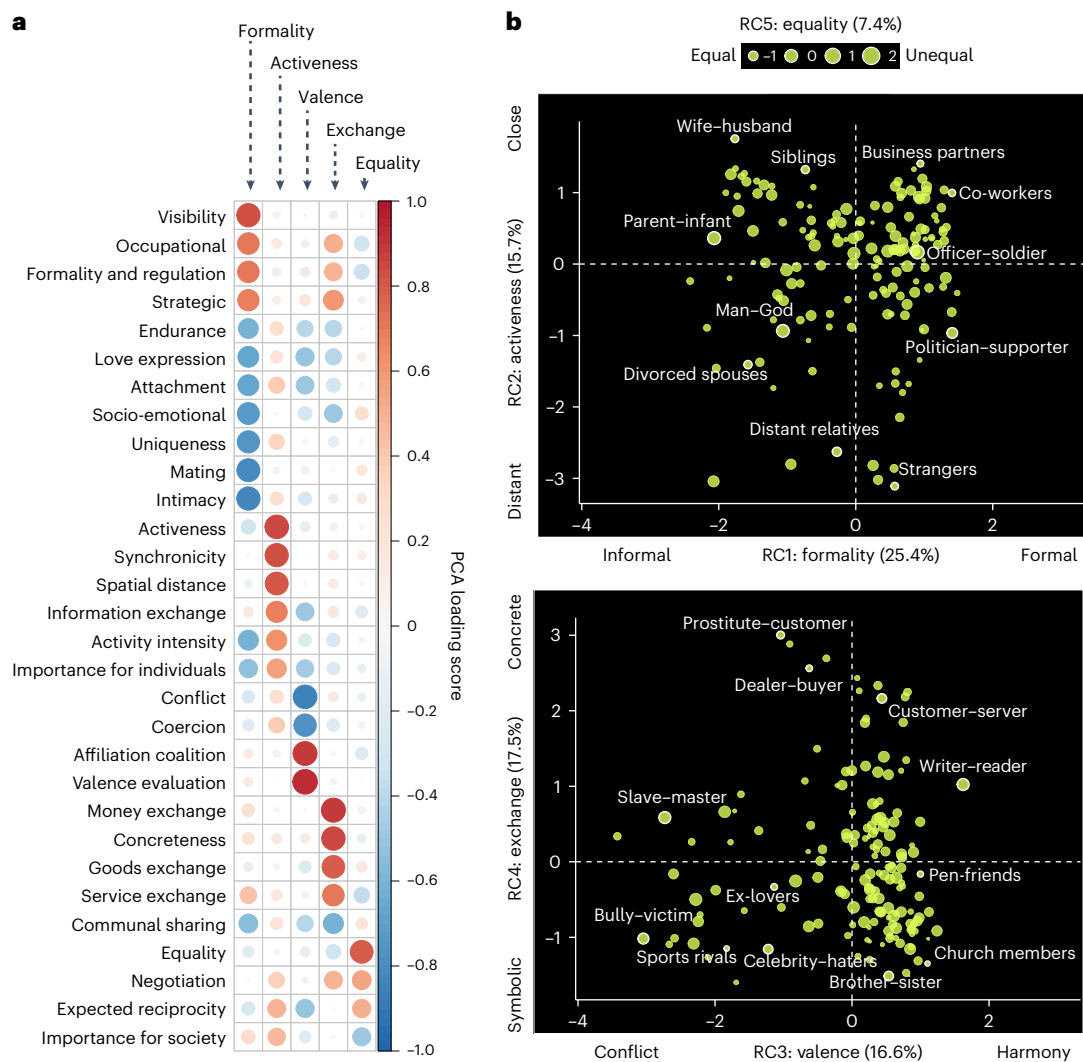 a
Formality
Activeness
Valence
Exchange
Equality
Visibility
Occupational
Formality and regulation
Strategic
Endurance
Love expression
Attachment
Socio-emotional
Uniqueness
Mating
Intimacy
Activeness
Synchronicity
Spatial distance
Information exchange
Activity intensity
Importance for individuals
Conflict
Coercion
Affiliation coalition
Valence evaluation
Money exchange
Concreteness
Goods exchange
Service exchange
Communal sharing
Equality
Negotiation
Expected reciprocity
Importance for society
1.0
0.8
0.6
0.4
0.2
0
−0.2
−0.4
−0.6
−0.8
−1.0
PCA loading score
b
RC5: equality (7.4%)
Equal −1 0 1 2 Unequal
Close
RC2: activeness (15.7%)
Distant
1
0
−1
−2
−3
Wife–husband
Siblings
Business partners
Co-workers
Parent–infant
Officer–soldier
Man–God
Politician–supporter
Divorced spouses
Distant relatives
Strangers
−4 −2 0 2
Informal RC1: formality (25.4%) Formal
Concrete
RC4: exchange (17.5%)
Symbolic
3
2
1
0
−1
Prostitute–customer
Dealer–buyer
Customer–server
Writer–reader
Slave–master
Pen-friends
Ex-lovers
Bully–victim
Church members
Sports rivals
Celebrity–haters
Brother–sister
−4 −2 0 2
Conflict RC3: valence (16.6%) Harmony